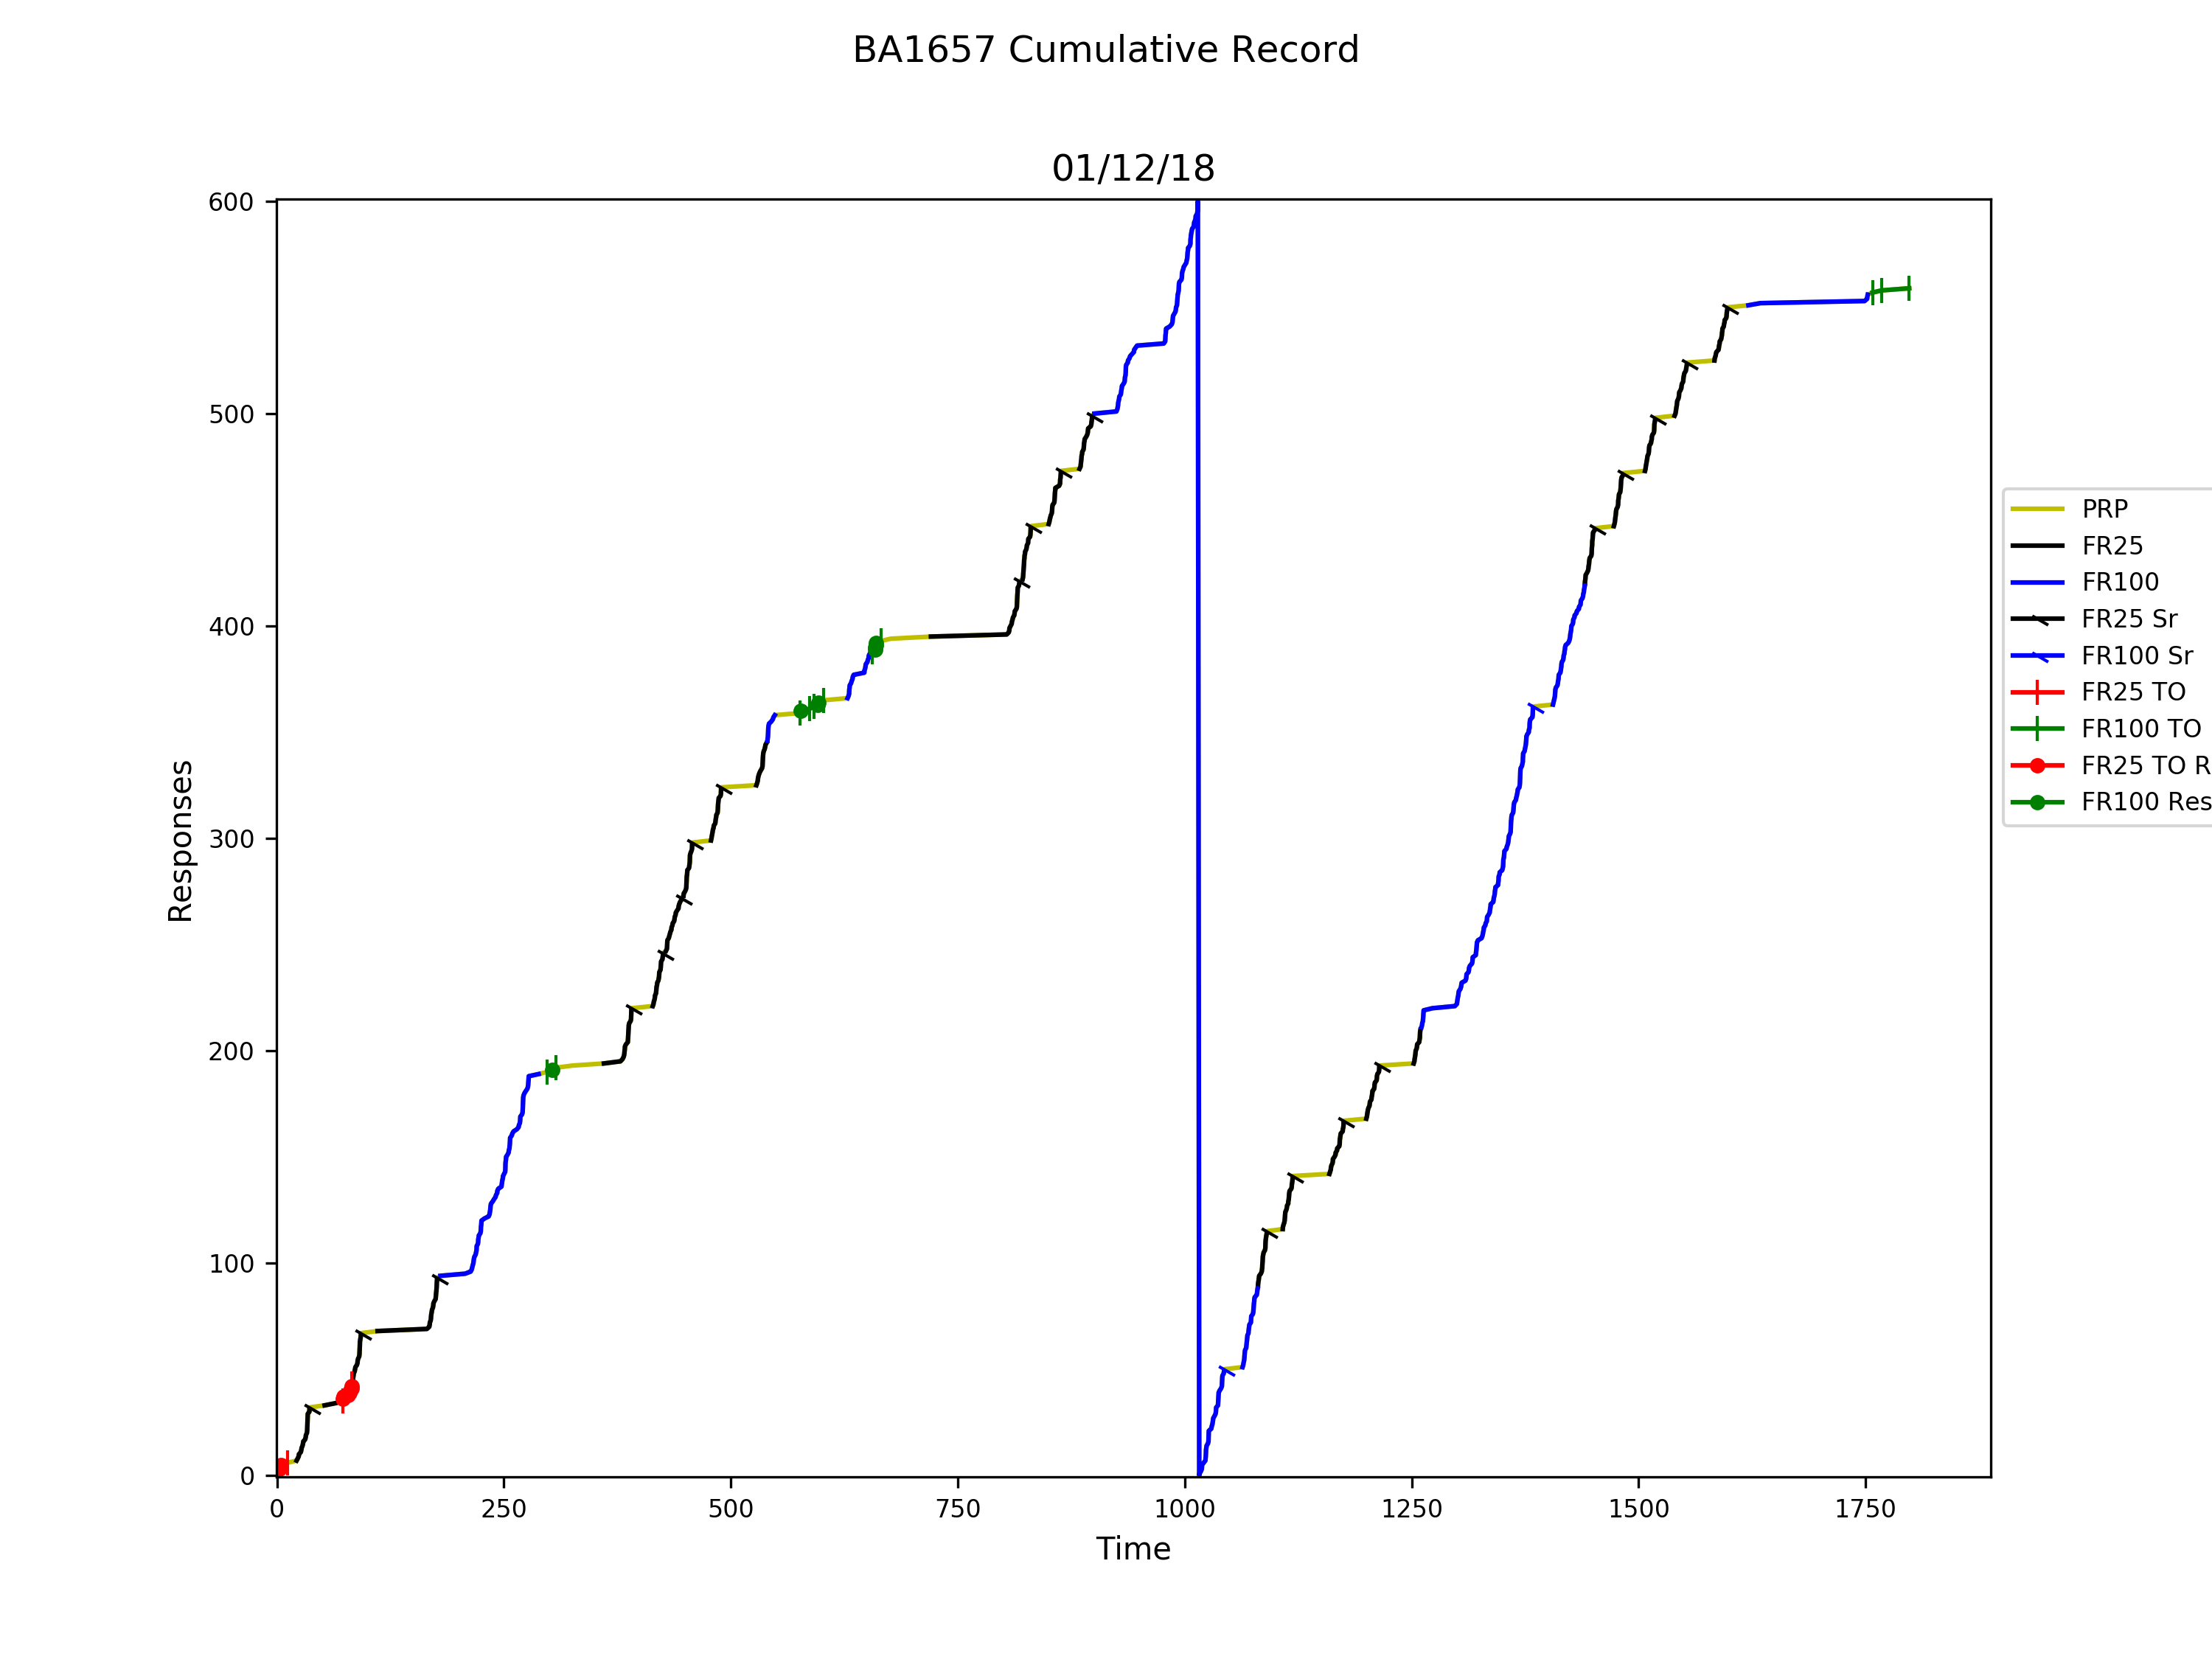 BA1657 Cumulative Record
01/12/18
600
500
400
300
200
100
0
Responses
0 250 500 750 1000 1250 1500 1750
Time
PRP
FR25
FR100
FR25 Sr
FR100 Sr
FR25 TO
FR100 TO
FR25 TO R
FR100 Res